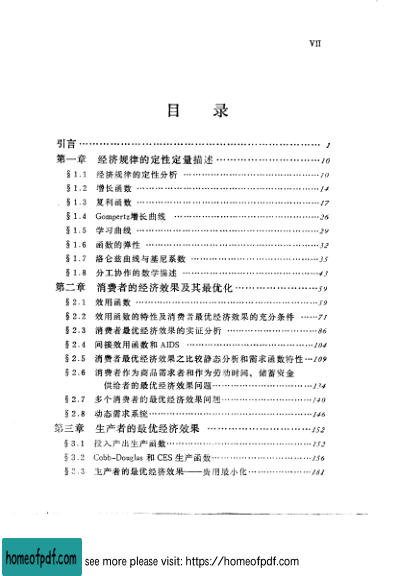 VII
目 录
引言 …… 1
第一章 经济规律的定性定量描述 …… 10
§1.1 经济规律的定性分析 …… 10
§1.2 增长函数 …… 14
§1.3 复利函数 …… 17
§1.4 Gompertz增长曲线 …… 26
§1.5 学习曲线 …… 29
§1.6 函数的弹性 …… 32
§1.7 洛仑兹曲线与基尼系数 …… 35
§1.8 分工协作的数学描述 …… 43
第二章 消费者的经济效果及其最优化 …… 59
§2.1 效用函数 …… 59
§2.2 效用函数的特性及消费者最优经济效果的充分条件 …… 71
§2.3 消费者最优经济效果的实证分析 …… 86
§2.4 间接效用函数和 AIDS …… 104
§2.5 消费者最优经济效果之比较静态分析和需求函数特性 … 109
§2.6 消费者作为商品需求者和作为劳动时间、储蓄资金
供给者的最优经济效果问题 …… 134
§2.7 多个消费者的最优经济效果问题 …… 140
§2.8 动态需求系统 …… 146
第三章 生产者的最优经济效果 …… 152
§3.1 投入产出生产函数 …… 152
§3.2 Cobb-Douglas 和 CES 生产函数 …… 156
§3.3 生产者的最优经济效果——费用最小化 …… 181
homeofpdf.com
see more please visit: https://homeofpdf.com